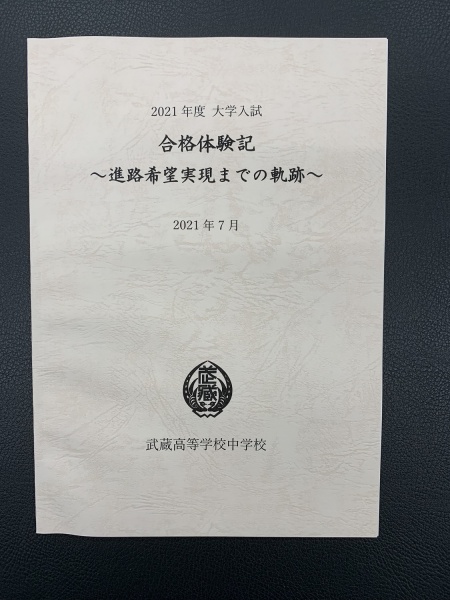 2021年度 大学入試
合格体験記
～進路希望実現までの軌跡～
2021年7月
武蔵
武蔵高等学校中学校